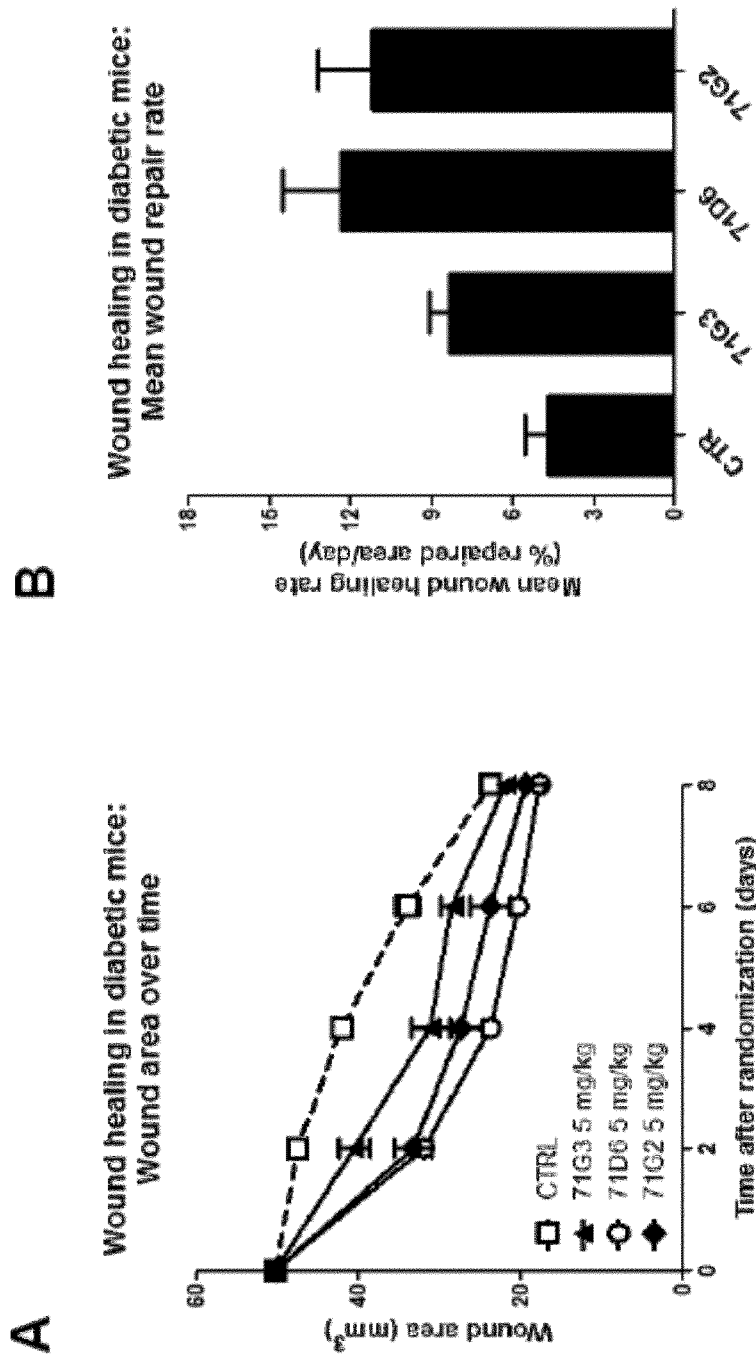 A
Wound healing in diabetic mice:
Wound area over time
Wound area (mm³)
60
40
20
0
0
2
4
6
8
Time after randomization (days)
CTRL
71G3 5 mg/kg
71D6 5 mg/kg
71G2 5 mg/kg
B
Wound healing in diabetic mice:
Mean wound repair rate
Mean wound healing rate
(% repaired area/day)
18
15
12
9
6
3
0
CTR
71G3
71D6
71G2